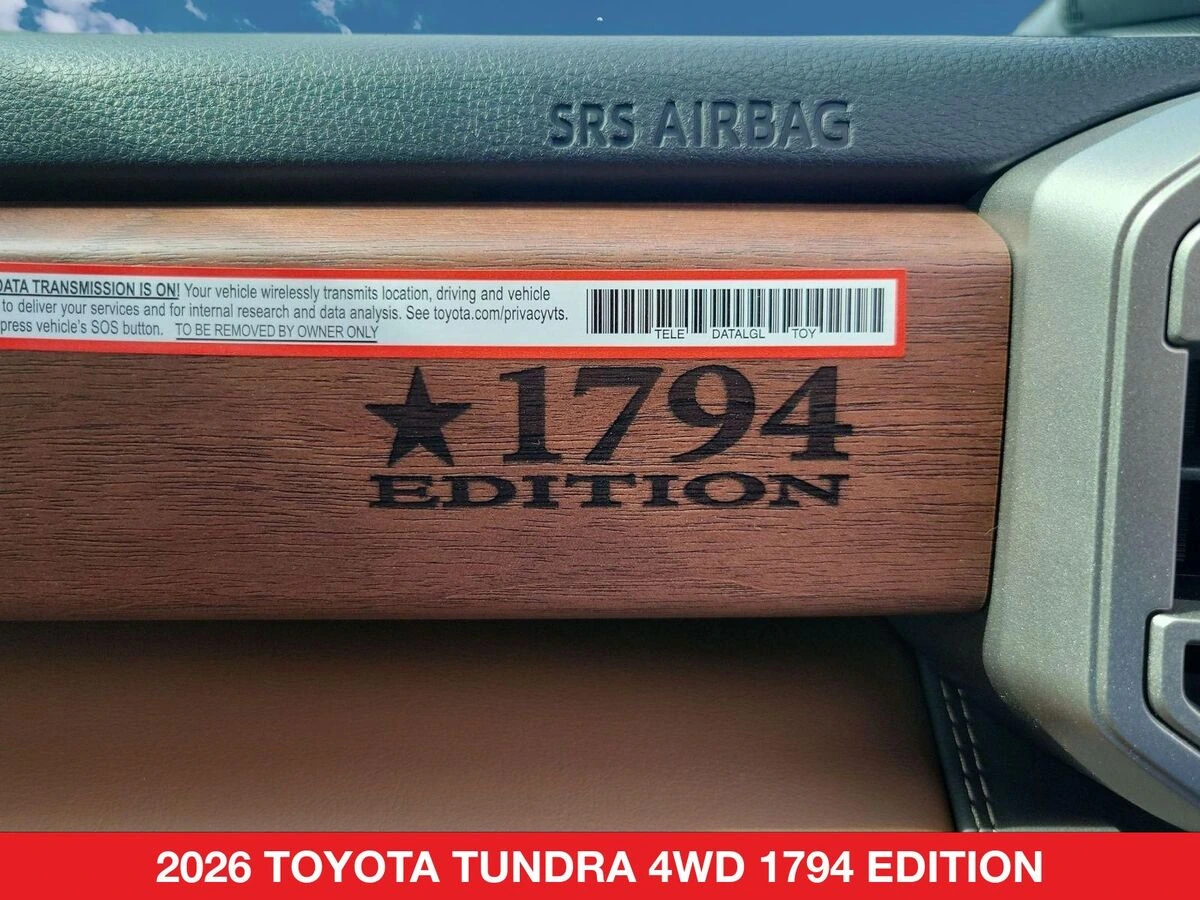 SRS AIRBAG
DATA TRANSMISSION IS ON! Your vehicle wirelessly transmits location, driving and vehicle
to deliver your services and for internal research and data analysis. See toyota.com/privacyvts.
press vehicle's SOS button. TO BE REMOVED BY OWNER ONLY
TELE DATALGL TOY
★1794
EDITION
2026 TOYOTA TUNDRA 4WD 1794 EDITION